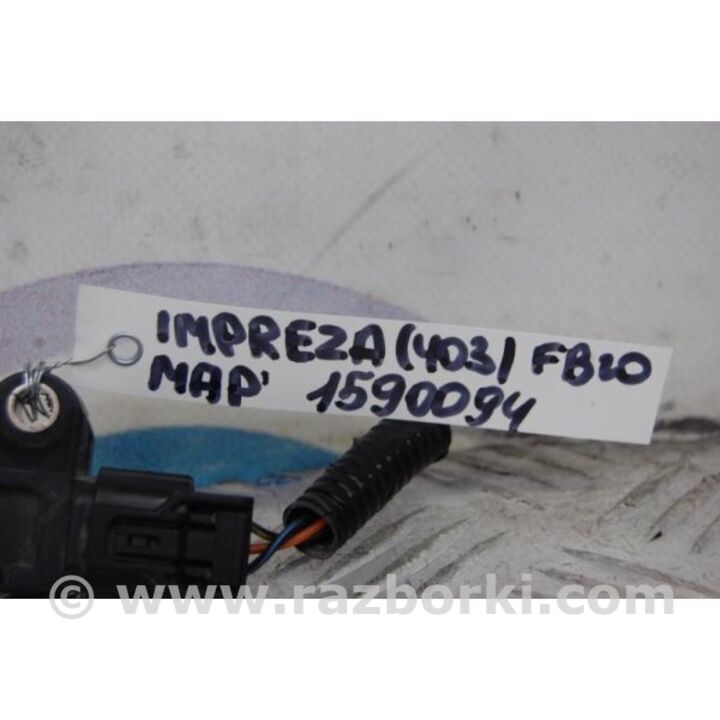 IMPREZA (403) FB20
MAP' 1590094
© www.razborki.com